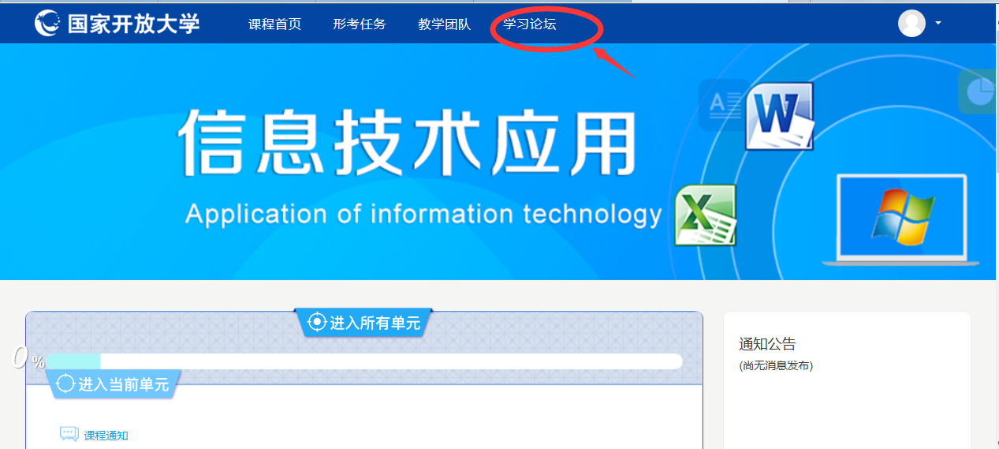 国家开放大学 课程首页 形考任务 教学团队 学习论坛
信息技术应用
Application of information technology
A
W
X
进入所有单元
0 %
进入当前单元
课程通知
通知公告
(尚无消息发布)